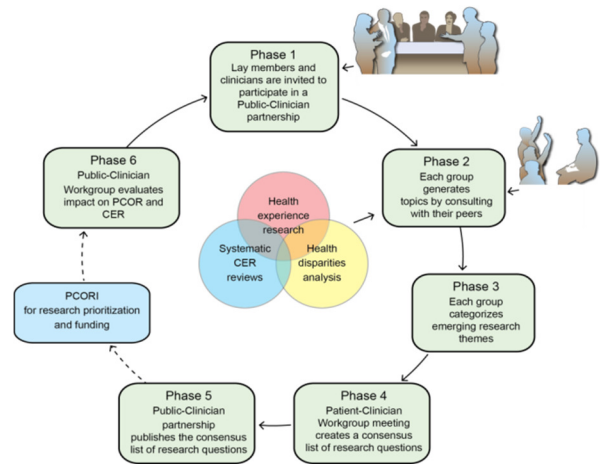 Phase 1
Lay members and
clinicians are invited to
participate in a
Public-Clinician
partnership
Phase 2
Each group
generates
topics by consulting
with their peers
Phase 3
Each group
categorizes
emerging research
themes
Phase 4
Patient-Clinician
Workgroup meeting
creates a consensus
list of research questions
Phase 5
Public-Clinician
partnership
publishes the consensus
list of research questions
PCORI
for research prioritization
and funding
Phase 6
Public-Clinician
Workgroup evaluates
impact on PCOR and
CER
Health
experience
research
Systematic
CER
reviews
Health
disparities
analysis